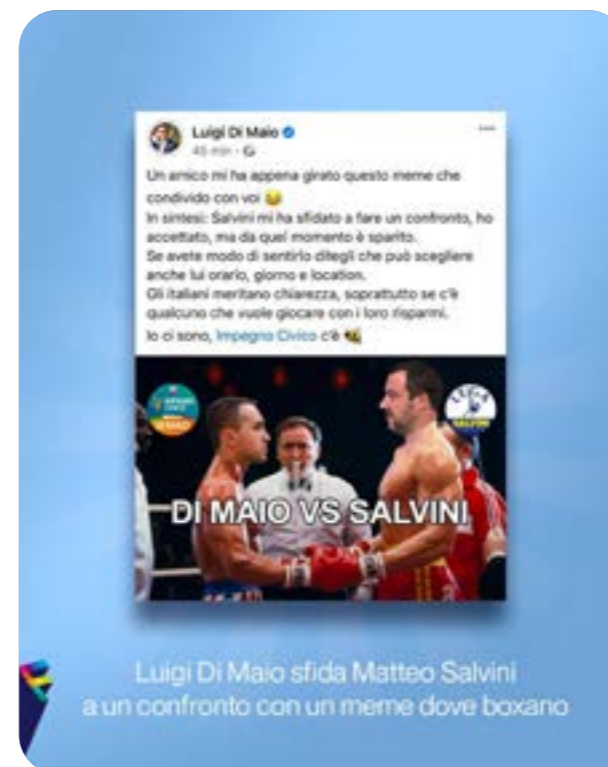 Luigi Di Maio
45 min
Un amico mi ha appena girato questo meme che
condivido con voi 😂
In sintesi: Salvini mi ha sfidato a fare un confronto, ho
accettato, ma da quel momento è sparito.
Se avete modo di sentirlo ditegli che può scegliere
anche lui orario, giorno e location.
Gli italiani meritano chiarezza, soprattutto se c'è
qualcuno che vuole giocare con i loro risparmi.
Io ci sono, Impegno Civico c'è 🐝
LEGA
SALVINI
DI MAIO VS SALVINI
Luigi Di Maio sfida Matteo Salvini
a un confronto con un meme dove boxano